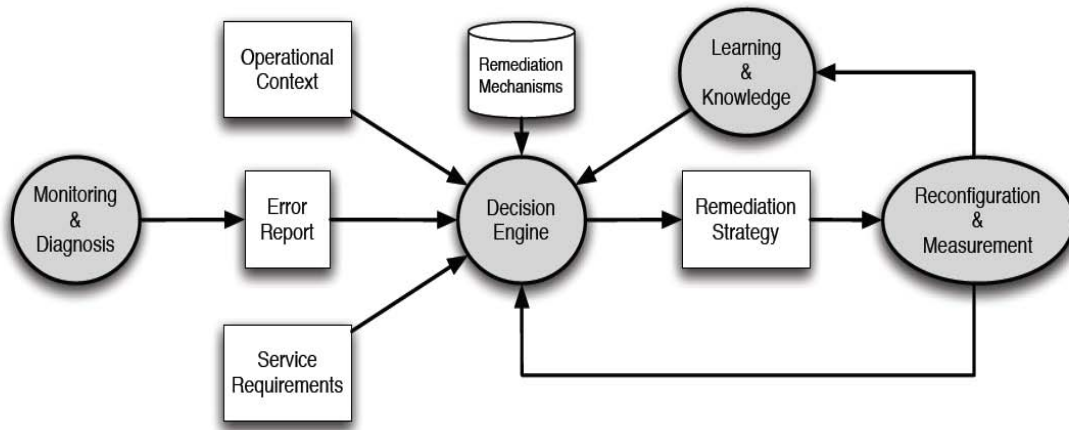 Operational
Context
Remediation
Mechanisms
Learning
&
Knowledge
Monitoring
&
Diagnosis
Error
Report
Decision
Engine
Remediation
Strategy
Reconfiguration
&
Measurement
Service
Requirements